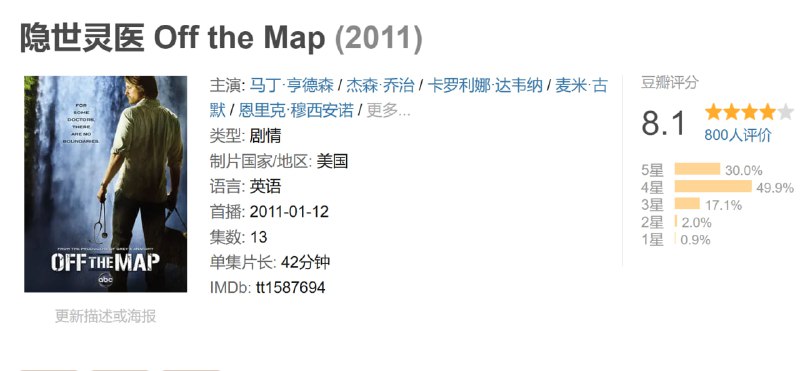 隐世灵医 Off the Map (2011)
FOR
SOME
DOCTORS,
THERE
ARE NO
BOUNDARIES.
FROM THE PRODUCERS OF GREY'S ANATOMY
OFF THE MAP
abc
更新描述或海报
主演: 马丁·亨德森 / 杰森·乔治 / 卡罗利娜·达韦纳 / 麦米·古
默 / 恩里克·穆西安诺 / 更多...
类型: 剧情
制片国家/地区: 美国
语言: 英语
首播: 2011-01-12
集数: 13
单集片长: 42分钟
IMDb: tt1587694
豆瓣评分
8.1
800人评价
5星 30.0%
4星 49.9%
3星 17.1%
2星 2.0%
1星 0.9%